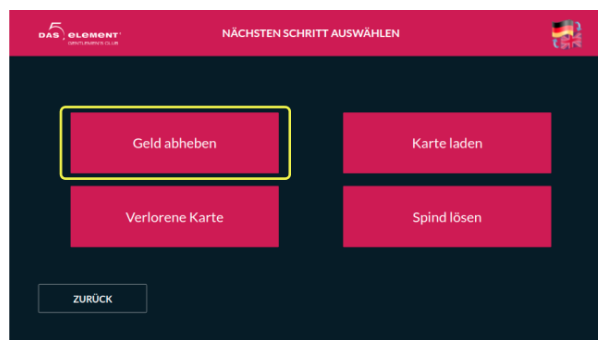 DAS 5 ELEMENT
NÄCHSTEN SCHRITT AUSWÄHLEN
Geld abheben
Karte laden
Verlorene Karte
Spind lösen
ZURÜCK